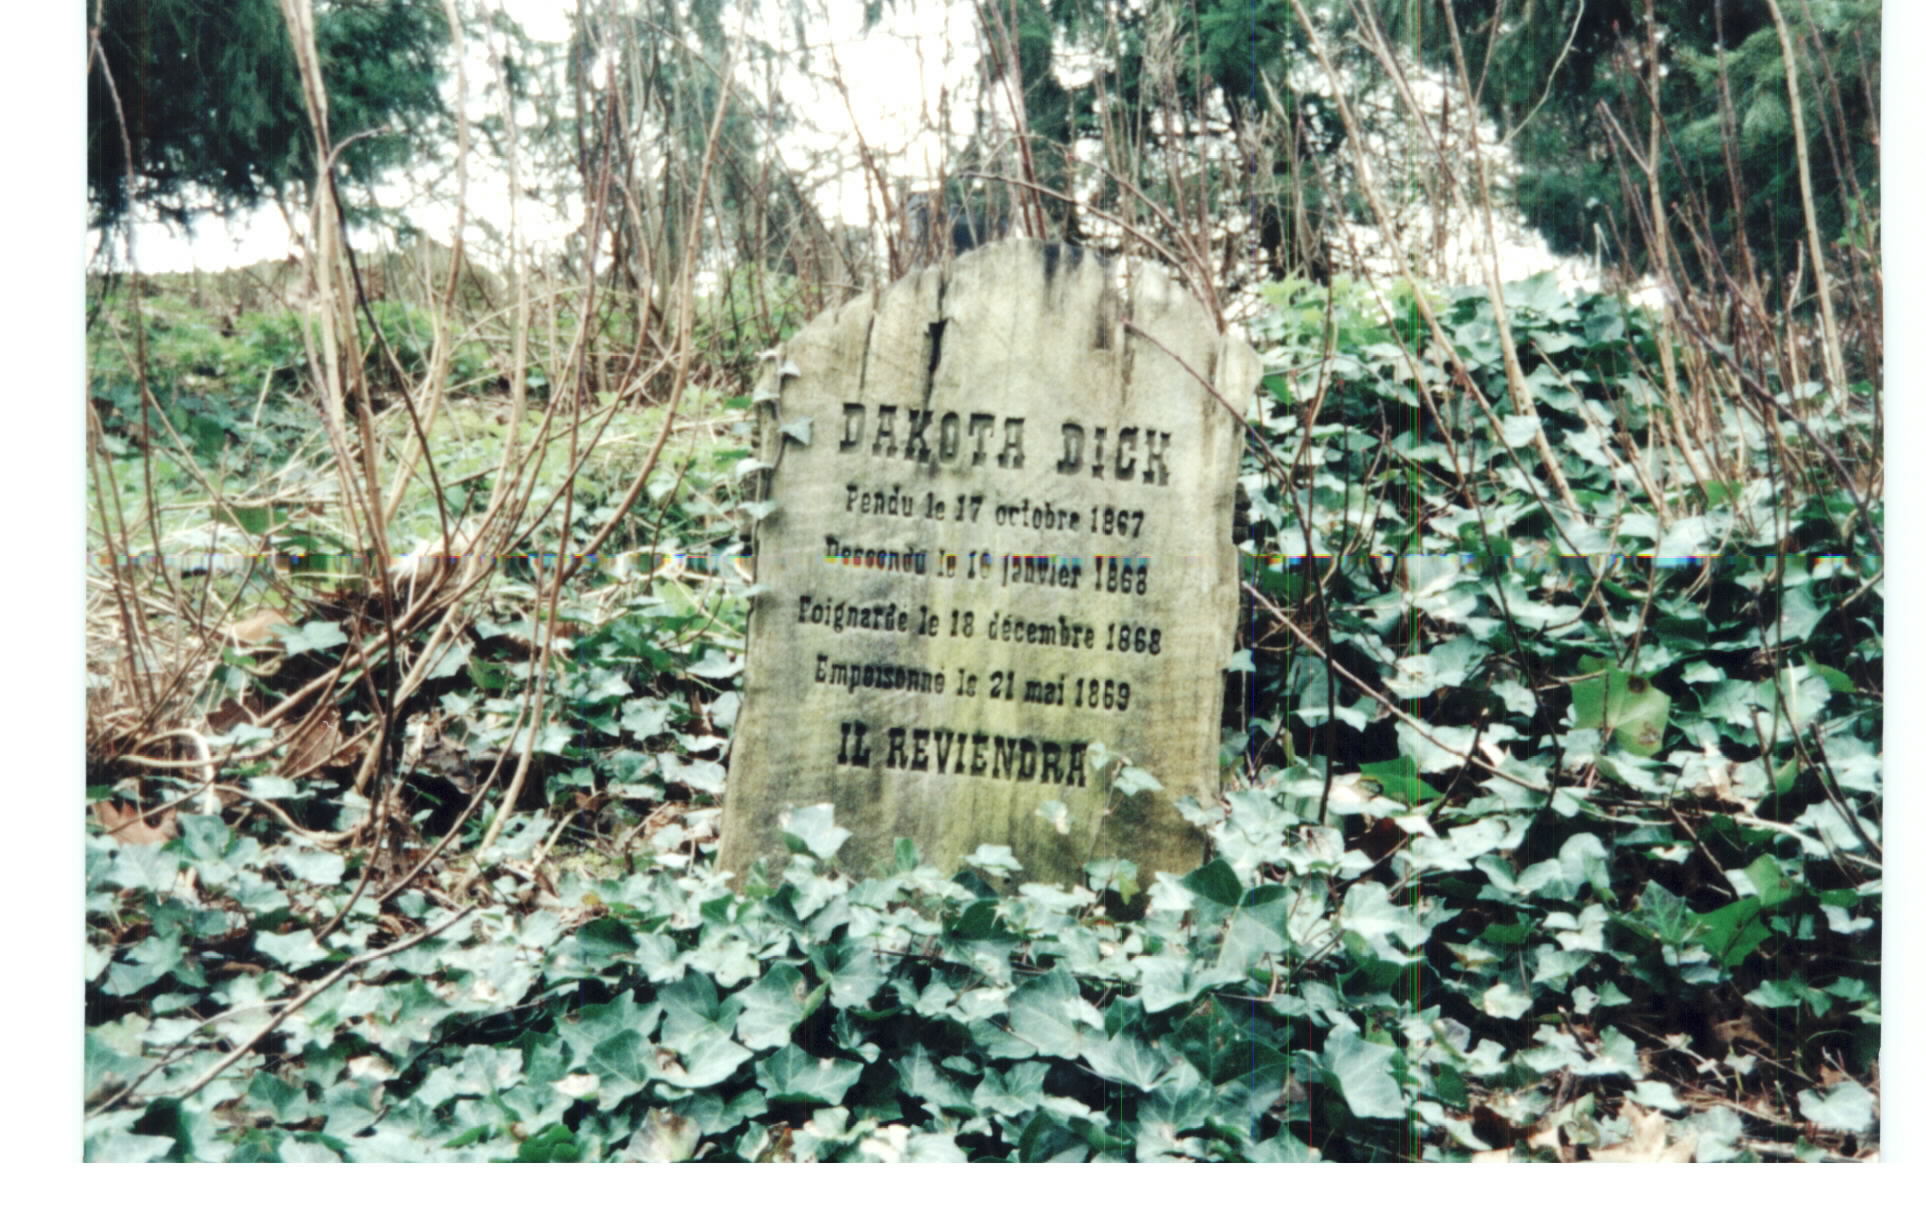 DAKOTA DICK
Pendu le 17 octobre 1867
Descendu le 16 janvier 1868
Poignardé le 18 décembre 1868
Empoisonné le 21 mai 1869
IL REVIENDRA